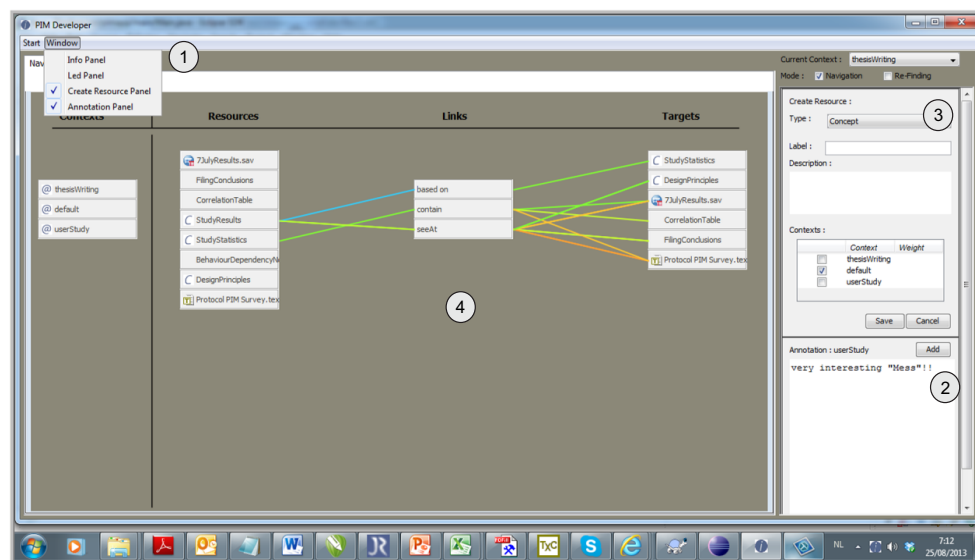 PIM Developer
Start Window
1
Info Panel
Led Panel
Create Resource Panel
Annotation Panel
Nav
Current Context : thesisWriting
Mode : Navigation Re-Finding
Contexts Resources Links Targets
@ thesisWriting
@ default
@ userStudy
7JulyResults.sav
FilingConclusions
CorrelationTable
C StudyResults
C StudyStatistics
BehaviourDependencyNe
C DesignPrinciples
Protocol PIM Survey.tex
based on
contain
seeAt
C StudyStatistics
C DesignPrinciples
7JulyResults.sav
CorrelationTable
FilingConclusions
Protocol PIM Survey.tex
4
Create Resource :
Type : Concept
3
Label :
Description :
Contexts :
Context Weight
thesisWriting
default
userStudy
Save Cancel
Annotation : userStudy Add
very interesting "Mess"!!
2
NL
7:12
25/08/2013